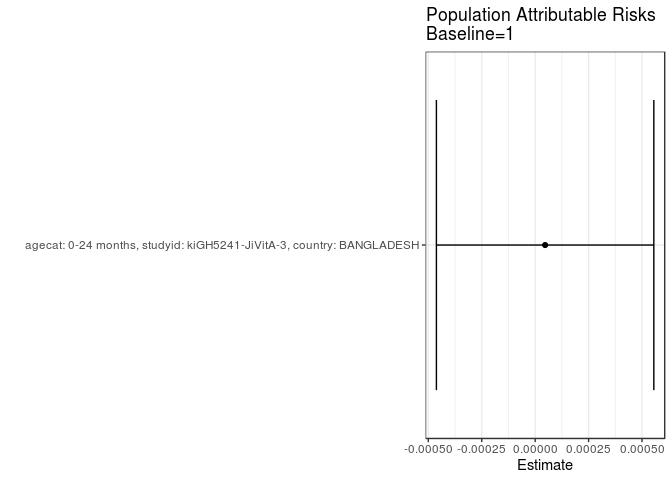 Population Attributable Risks
Baseline=1
agecat: 0-24 months, studyid: kiGH5241-JiVitA-3, country: BANGLADESH
-0.00050 -0.00025 0.00000 0.00025 0.00050
Estimate